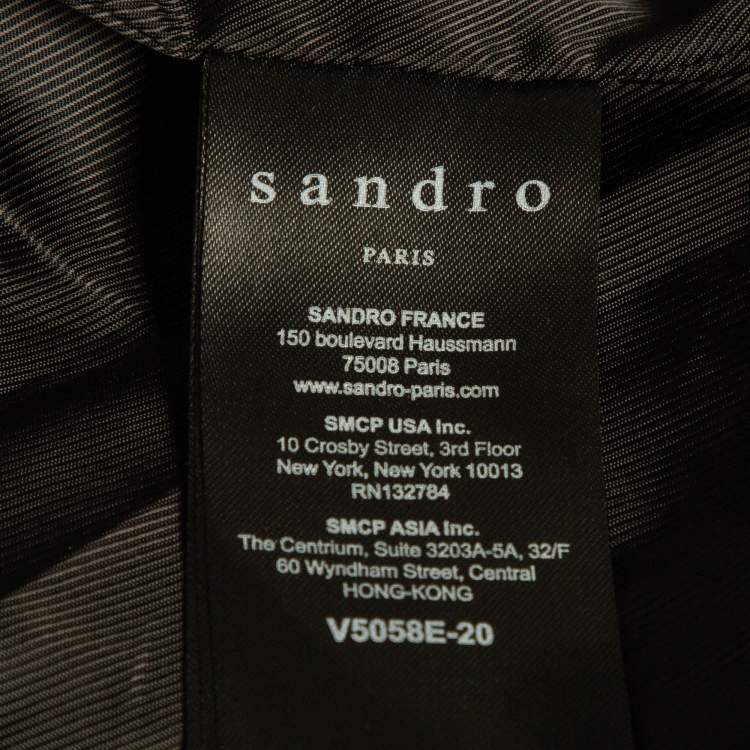 sandro
PARIS
SANDRO FRANCE
150 boulevard Haussmann
75008 Paris
www.sandro-paris.com
SMCP USA Inc.
10 Crosby Street, 3rd Floor
New York, New York 10013
RN132784
SMCP ASIA Inc.
The Centrium, Suite 3203A-5A, 32/F
60 Wyndham Street, Central
HONG-KONG
V5058E-20